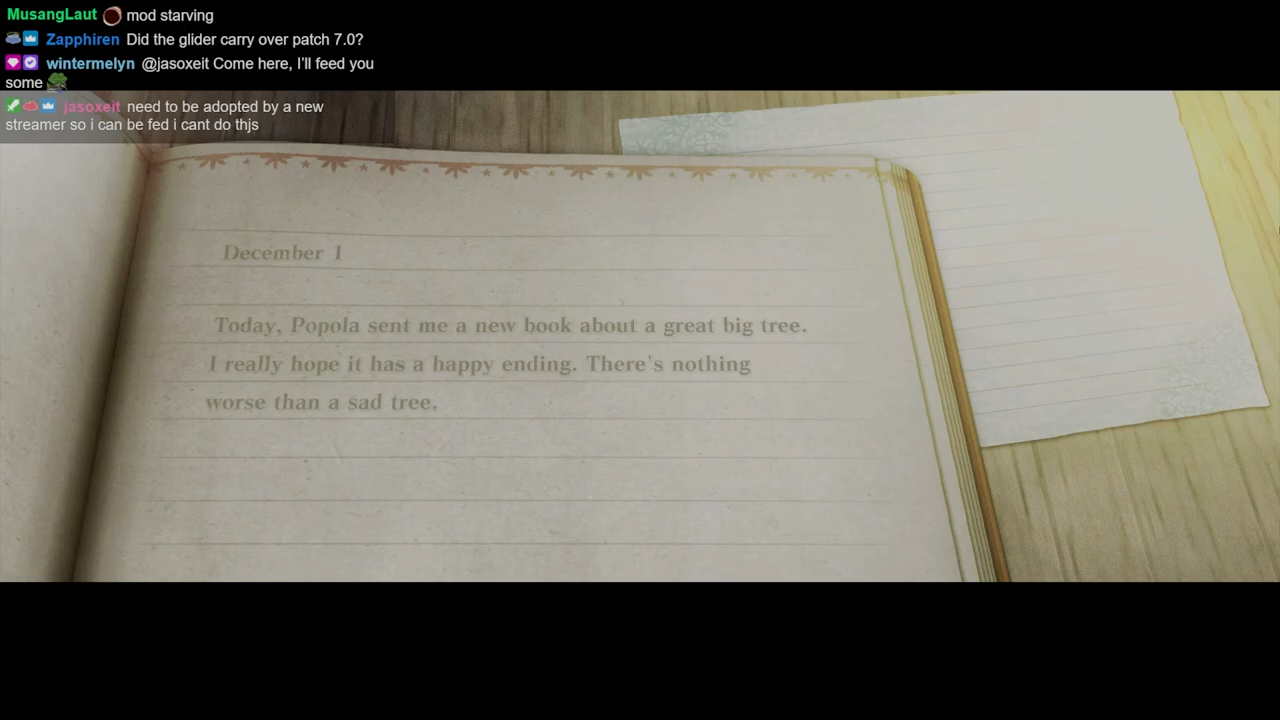 MusangLaut mod starving
Zapphiren Did the glider carry over patch 7.0?
wintermelyn @jasoxeit Come here, I'll feed you
some
jasoxeit need to be adopted by a new
streamer so i can be fed i cant do thjs
December 1
Today, Popola sent me a new book about a great big tree.
I really hope it has a happy ending. There's nothing
worse than a sad tree.